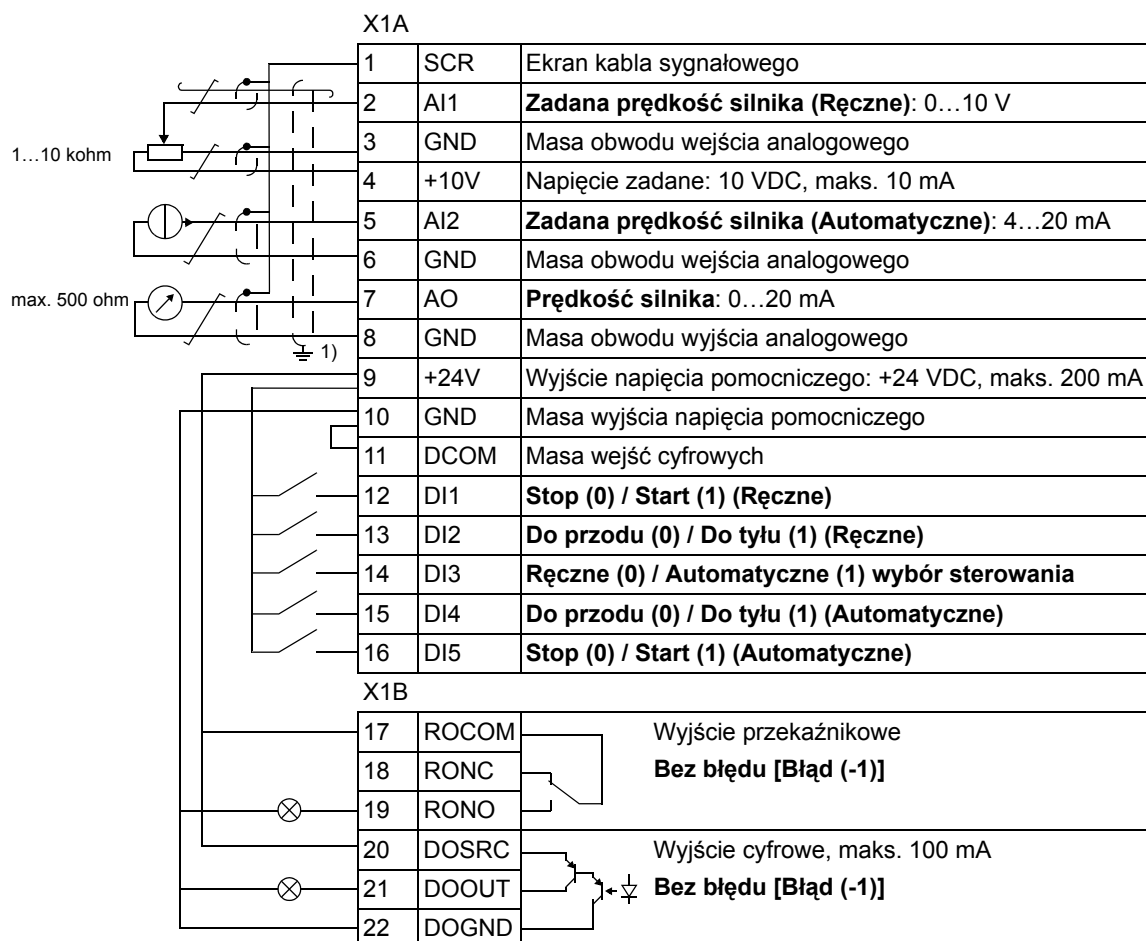 X1A
1 SCR Ekran kabla sygnałowego
2 AI1 Zadana prędkość silnika (Ręczne): 0…10 V
1…10 kohm
3 GND Masa obwodu wejścia analogowego
4 +10V Napięcie zadane: 10 VDC, maks. 10 mA
5 AI2 Zadana prędkość silnika (Automatyczne): 4…20 mA
6 GND Masa obwodu wejścia analogowego
max. 500 ohm
7 AO Prędkość silnika: 0…20 mA
8 GND Masa obwodu wyjścia analogowego
1)
9 +24V Wyjście napięcia pomocniczego: +24 VDC, maks. 200 mA
10 GND Masa wyjścia napięcia pomocniczego
11 DCOM Masa wejść cyfrowych
12 DI1 Stop (0) / Start (1) (Ręczne)
13 DI2 Do przodu (0) / Do tyłu (1) (Ręczne)
14 DI3 Ręczne (0) / Automatyczne (1) wybór sterowania
15 DI4 Do przodu (0) / Do tyłu (1) (Automatyczne)
16 DI5 Stop (0) / Start (1) (Automatyczne)
X1B
17 ROCOM Wyjście przekaźnikowe
18 RONC Bez błędu [Błąd (-1)]
19 RONO
20 DOSRC Wyjście cyfrowe, maks. 100 mA
21 DOOUT Bez błędu [Błąd (-1)]
22 DOGND